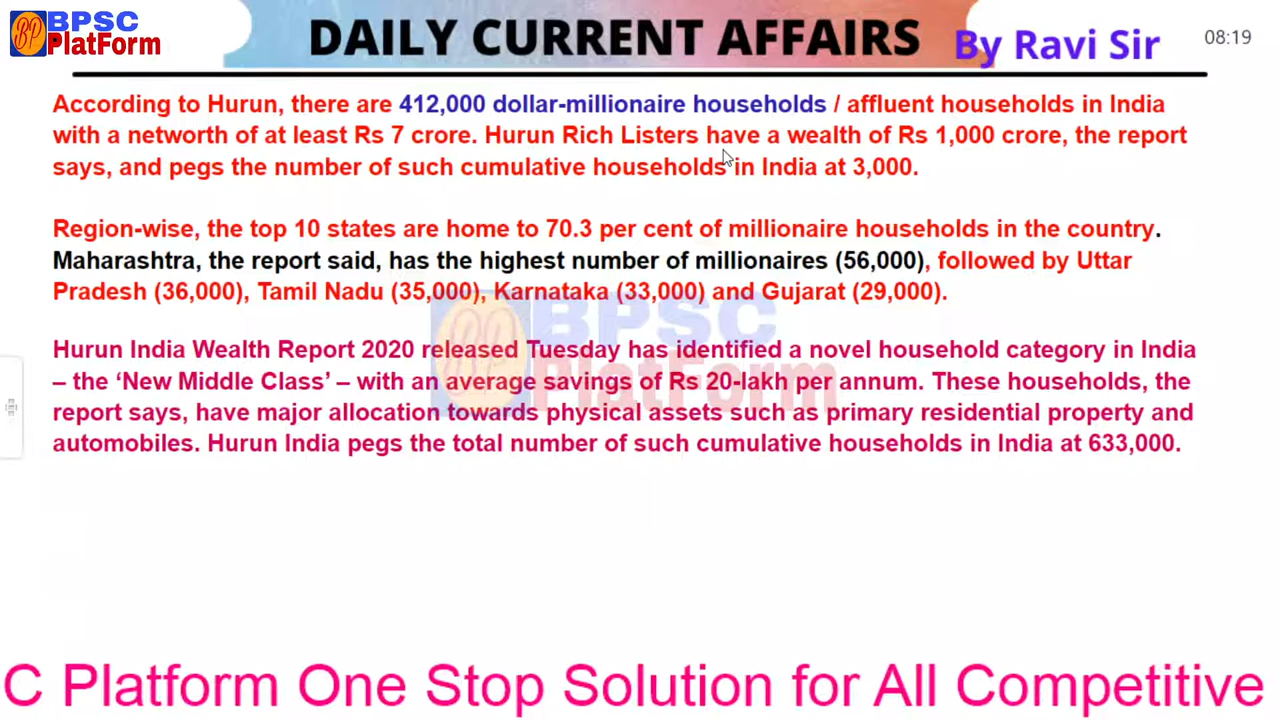 BP BPSC
PlatForm
DAILY CURRENT AFFAIRS By Ravi Sir
08:19
According to Hurun, there are 412,000 dollar-millionaire households / affluent households in India
with a networth of at least Rs 7 crore. Hurun Rich Listers have a wealth of Rs 1,000 crore, the report
says, and pegs the number of such cumulative households in India at 3,000.
Region-wise, the top 10 states are home to 70.3 per cent of millionaire households in the country.
Maharashtra, the report said, has the highest number of millionaires (56,000), followed by Uttar
Pradesh (36,000), Tamil Nadu (35,000), Karnataka (33,000) and Gujarat (29,000).
BP BPSC
PlatForm
Hurun India Wealth Report 2020 released Tuesday has identified a novel household category in India
– the ‘New Middle Class’ – with an average savings of Rs 20-lakh per annum. These households, the
report says, have major allocation towards physical assets such as primary residential property and
automobiles. Hurun India pegs the total number of such cumulative households in India at 633,000.
C Platform One Stop Solution for All Competitive